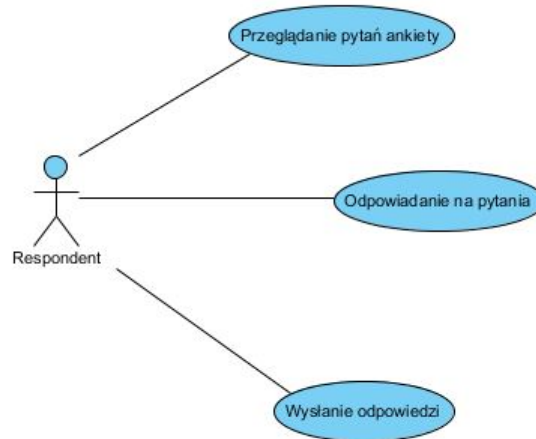 Przeglądanie pytań ankiety
Odpowiadanie na pytania
Respondent
Wysłanie odpowiedzi